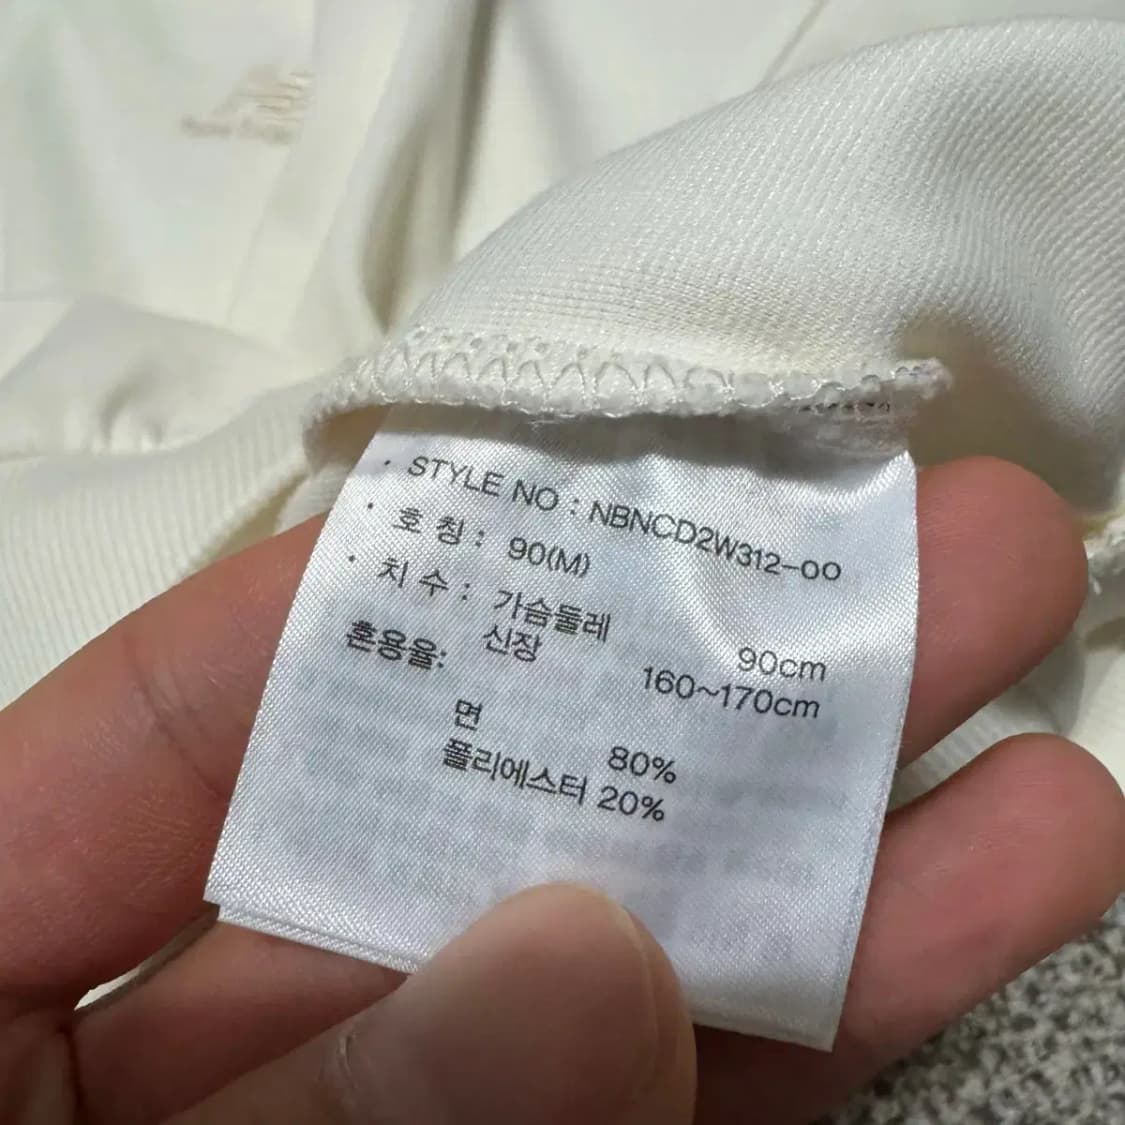 · STYLE NO : NBNCD2W312-00
· 호 칭 : 90(M)
· 치 수 : 가슴둘레 90cm
신장 160~170cm
혼용율:
면 80%
폴리에스터 20%